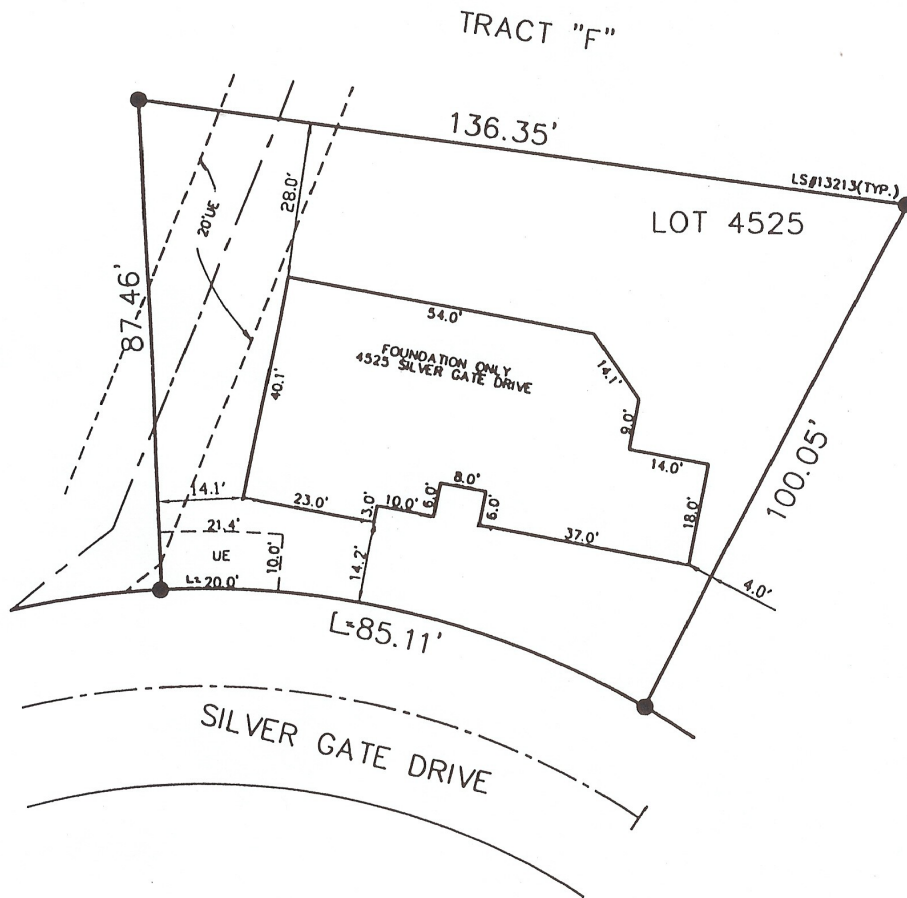 TRACT "F"
136.35'
LS#13213(TYP.)
LOT 4525
28.0'
20'UE
87.46'
54.0'
FOUNDATION ONLY
4525 SILVER GATE DRIVE
14.1'
40.1'
9.0'
14.0'
100.05'
8.0'
14.1'
23.0'
3.0'
10.0'
6.0'
6.0'
18.0'
37.0'
21.4'
UE
10.0'
14.2'
L=20.0'
4.0'
L=85.11'
SILVER GATE DRIVE